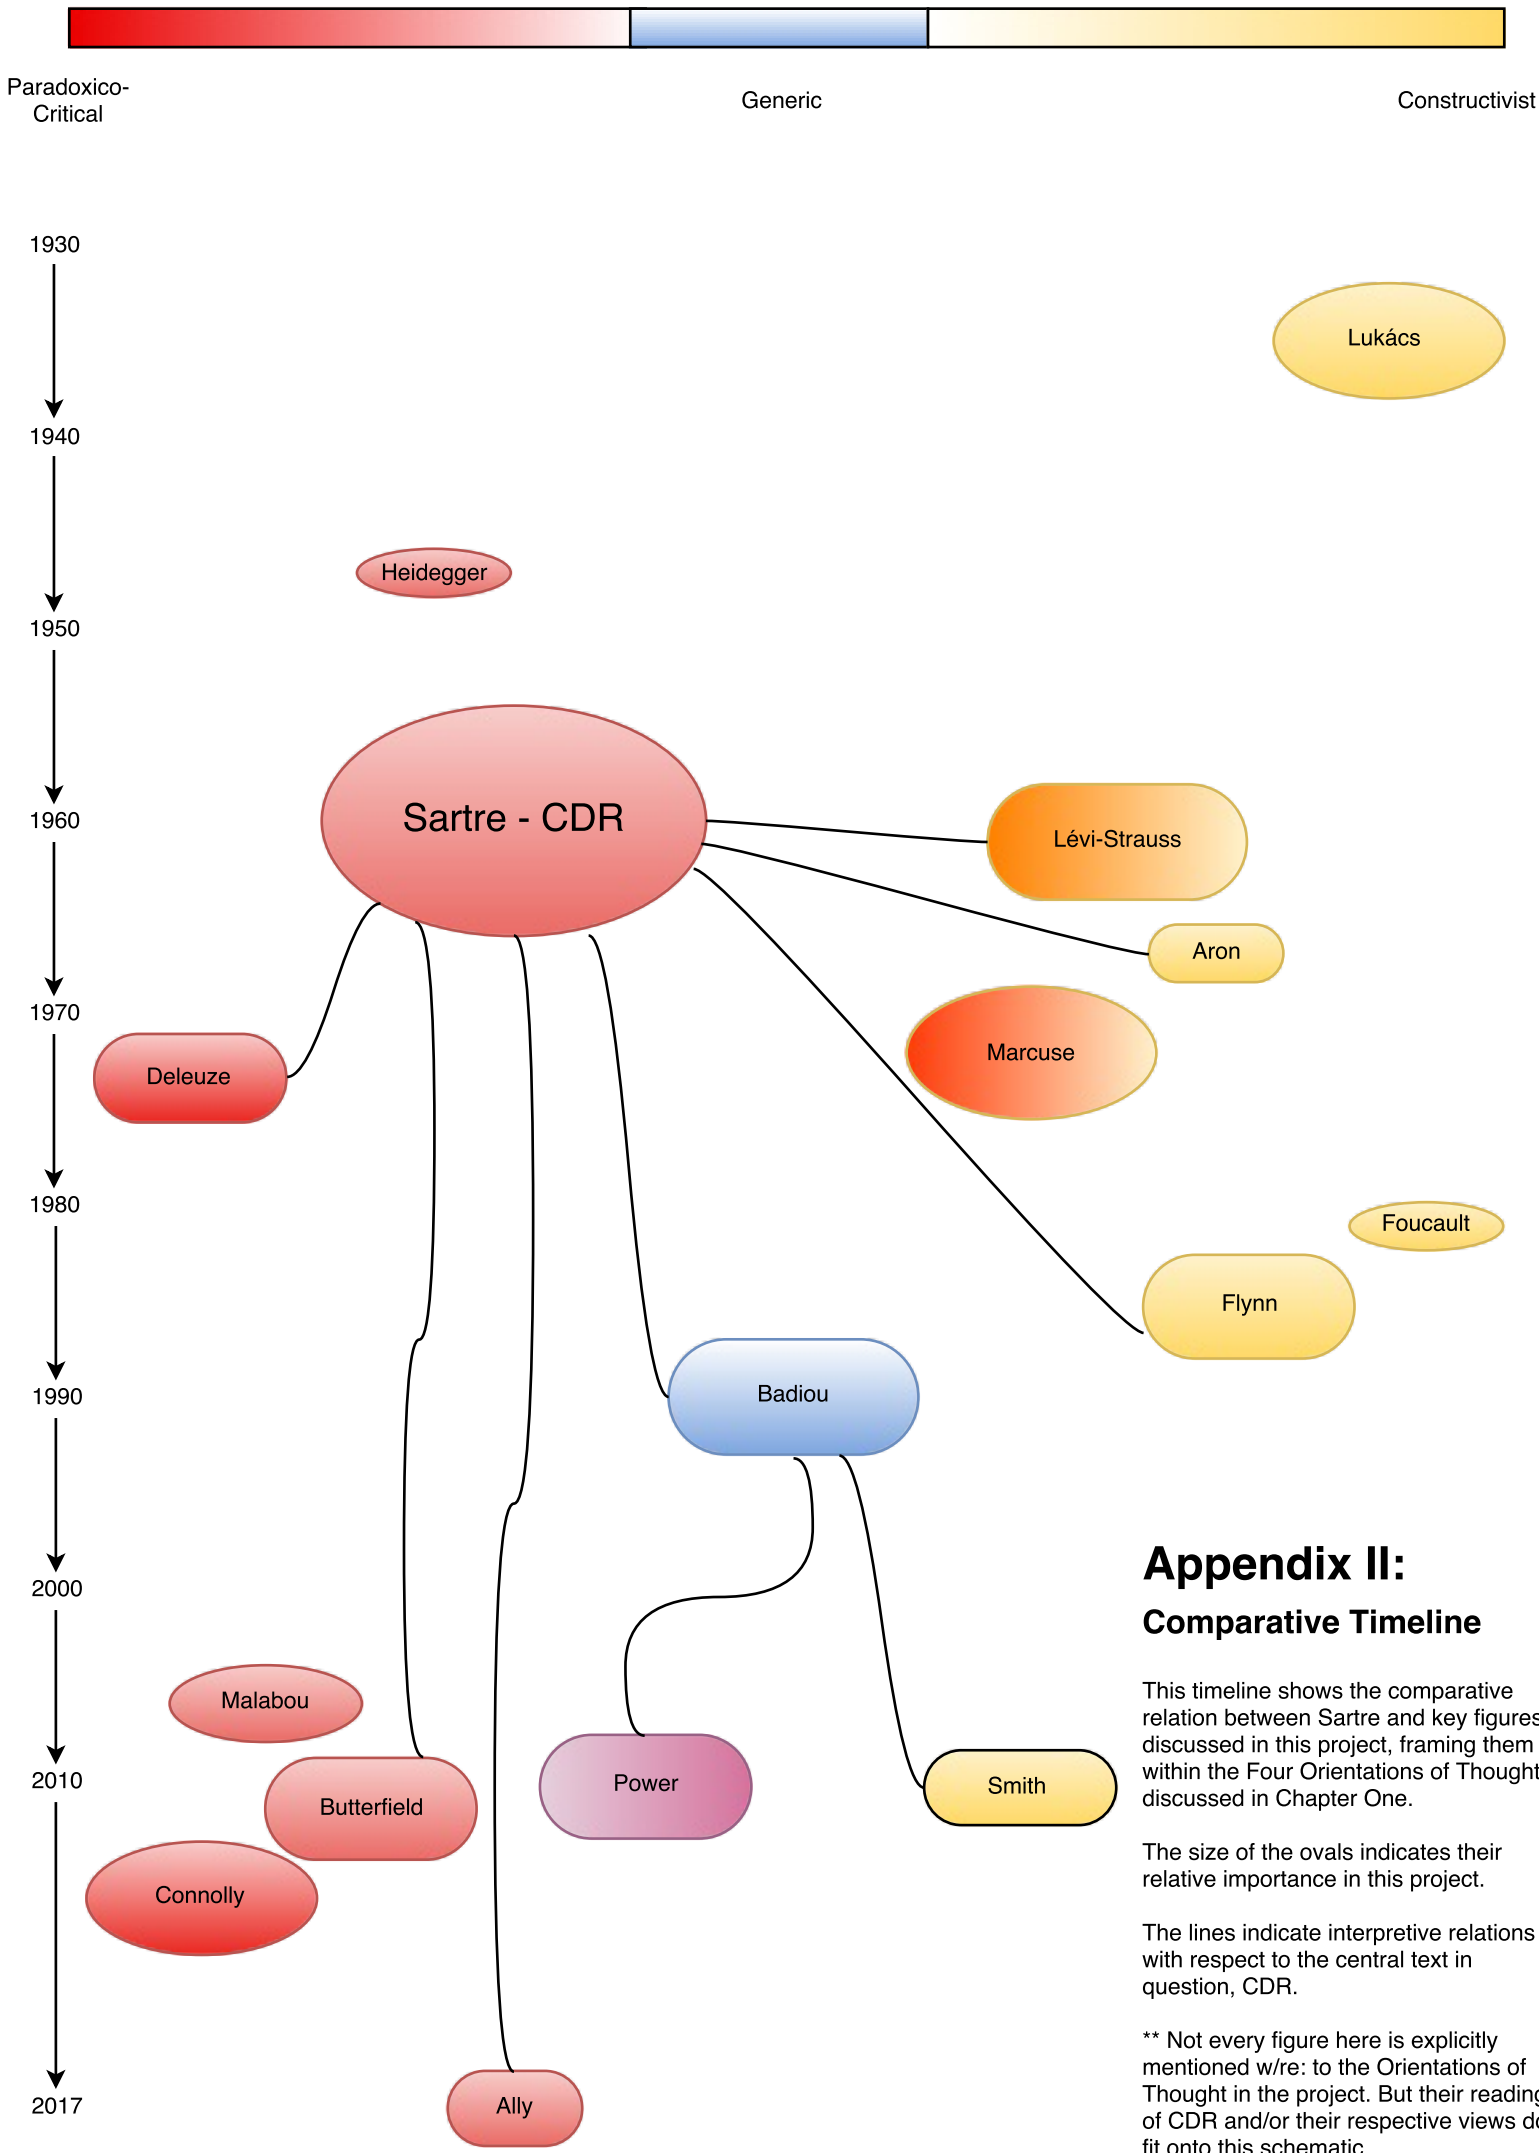 Paradoxico-
Critical
Generic
Constructivist
1930
Lukács
1940
Heidegger
1950
Sartre - CDR
1960
Lévi-Strauss
Aron
1970
Marcuse
Deleuze
1980
Foucault
Flynn
1990
Badiou
2000
Malabou
2010
Butterfield
Power
Smith
Connolly
2017
Ally
Appendix II:
Comparative Timeline
This timeline shows the comparative
relation between Sartre and key figures
discussed in this project, framing them
within the Four Orientations of Thought
discussed in Chapter One.
The size of the ovals indicates their
relative importance in this project.
The lines indicate interpretive relations
with respect to the central text in
question, CDR.
** Not every figure here is explicitly
mentioned w/re: to the Orientations of
Thought in the project. But their reading
of CDR and/or their respective views do
fit onto this schematic